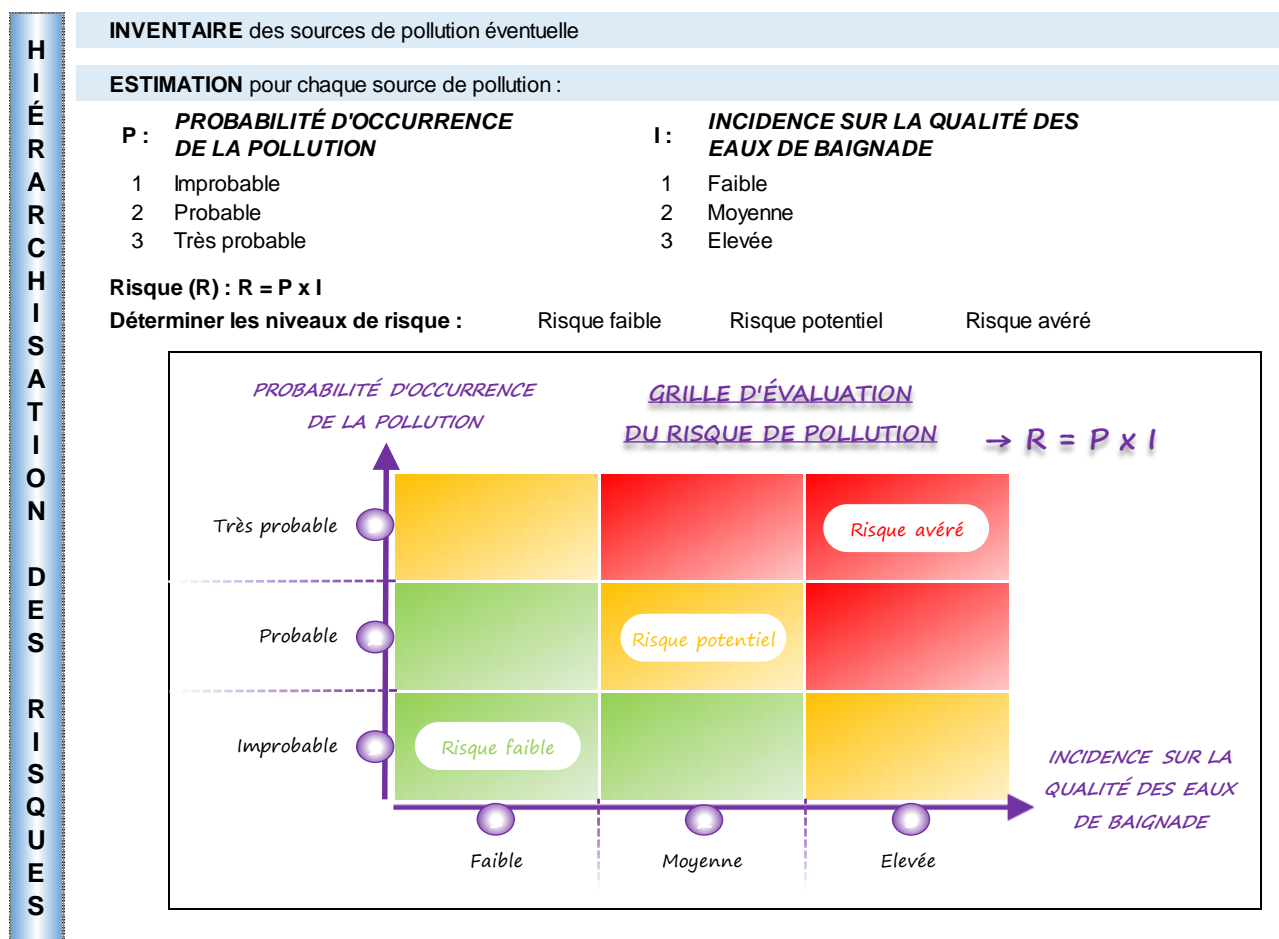 HIÉRARCHISATION DES RISQUES
INVENTAIRE des sources de pollution éventuelle
ESTIMATION pour chaque source de pollution :
P : PROBABILITÉ D'OCCURRENCE
DE LA POLLUTION
1 Improbable
2 Probable
3 Très probable
I : INCIDENCE SUR LA QUALITÉ DES
EAUX DE BAIGNADE
1 Faible
2 Moyenne
3 Elevée
Risque (R) : R = P x I
Déterminer les niveaux de risque : Risque faible Risque potentiel Risque avéré
PROBABILITÉ D'OCCURRENCE
DE LA POLLUTION
GRILLE D'ÉVALUATION
DU RISQUE DE POLLUTION
→ R = P x I
Très probable
Risque avéré
Probable
Risque potentiel
Improbable
Risque faible
INCIDENCE SUR LA
QUALITÉ DES EAUX
DE BAIGNADE
Faible
Moyenne
Elevée